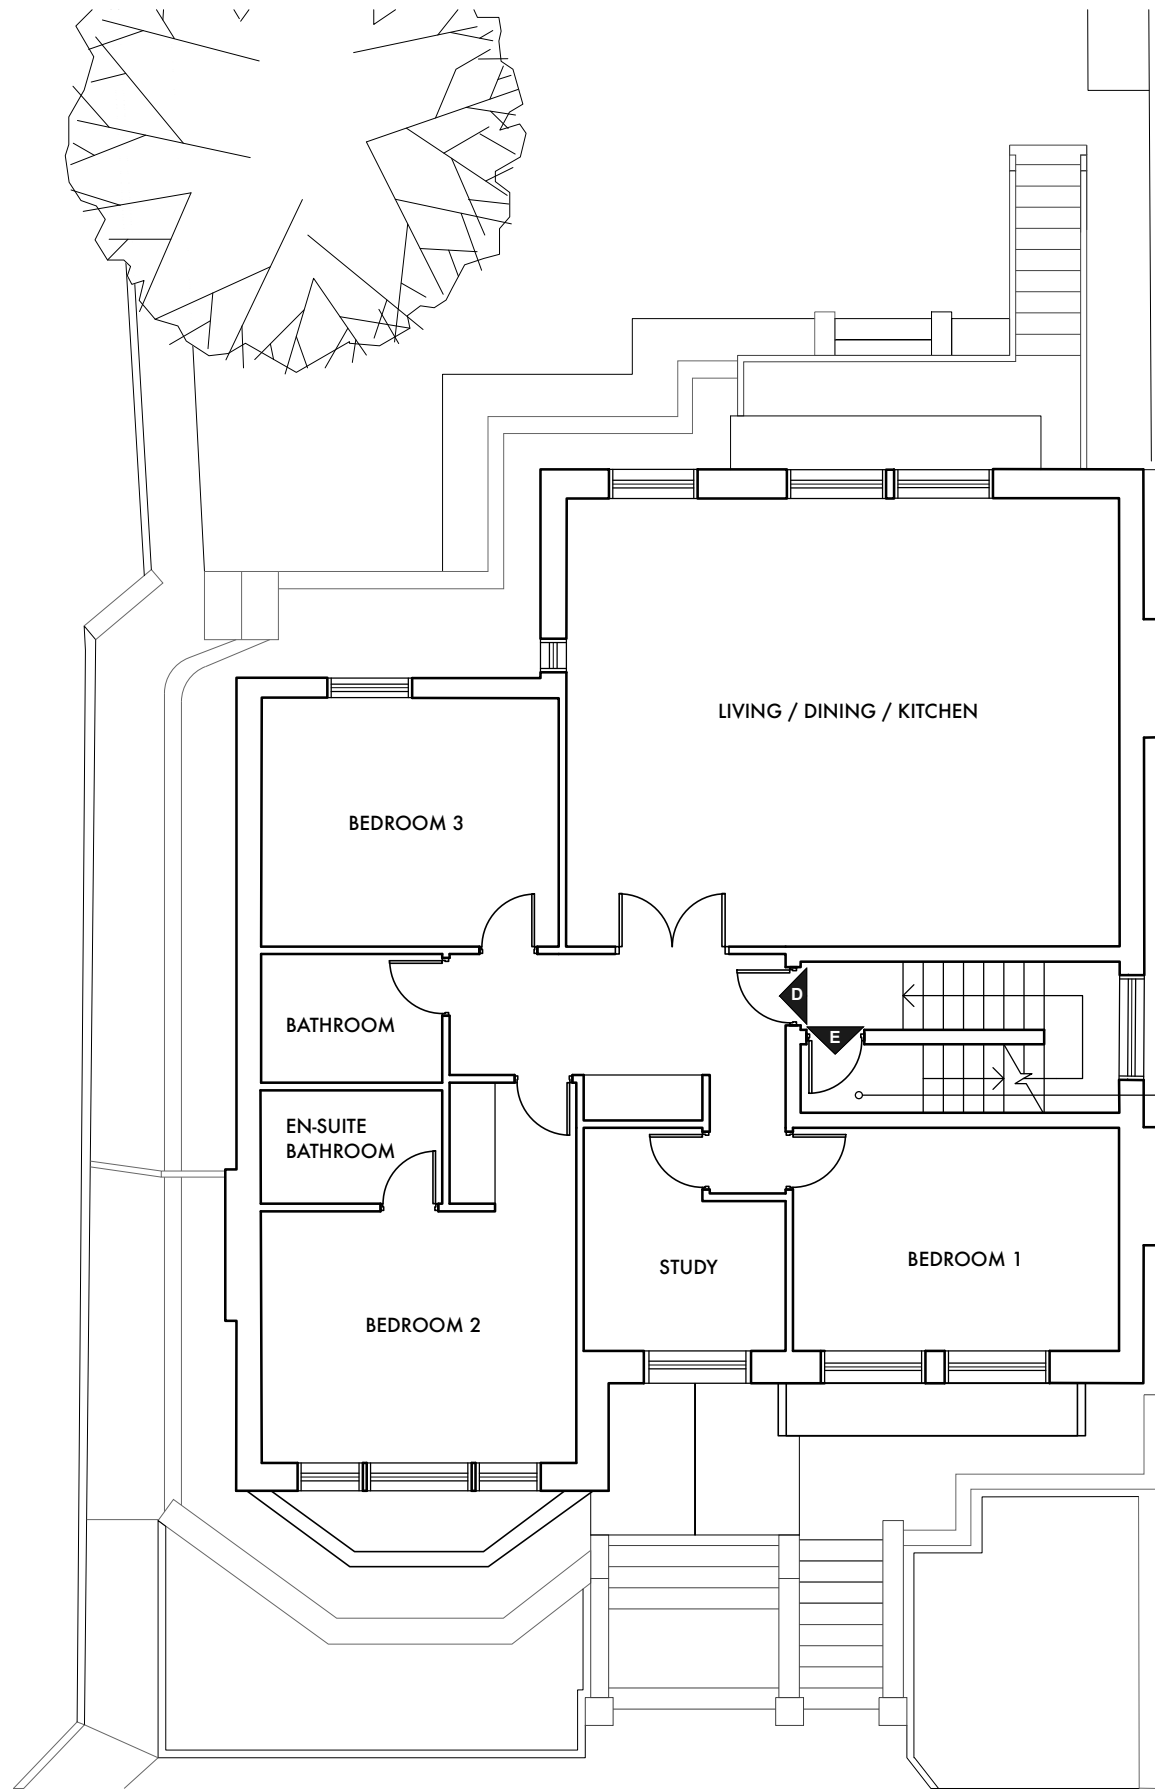 LIVING / DINING / KITCHEN
BEDROOM 3
D
BATHROOM
E
EN-SUITE
BATHROOM
STUDY
BEDROOM 1
BEDROOM 2